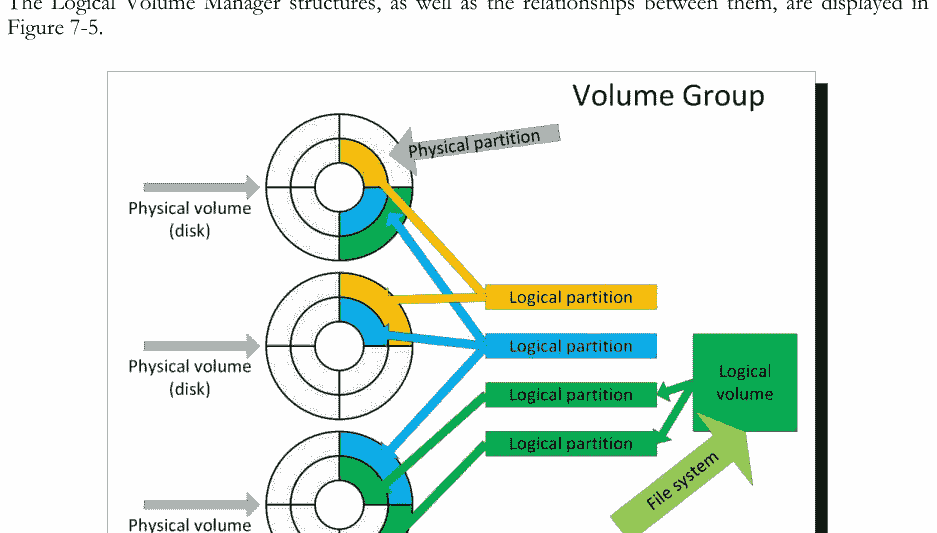 The Logical Volume Manager structures, as well as the relationships between them, are displayed in
Figure 7-5.
Volume Group
Physical partition
Physical volume
(disk)
Logical partition
Logical partition
Physical volume
(disk)
Logical
volume
Logical partition
Logical partition
File system
Physical volume